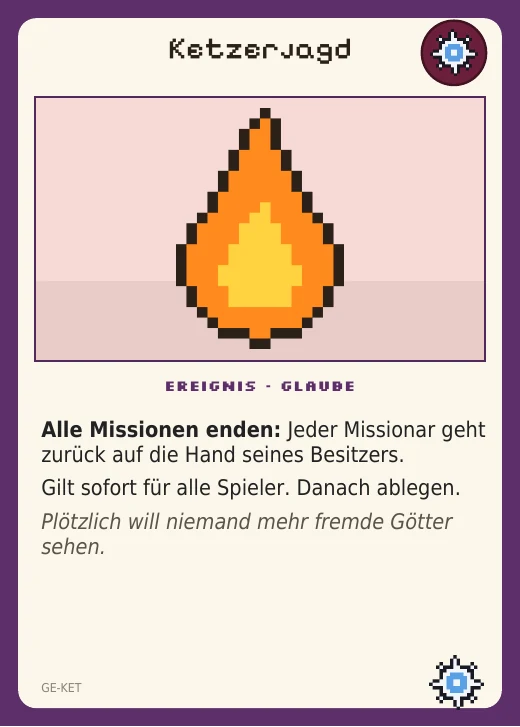 Ketzerjagd
EREIGNIS - GLAUBE
Alle Missionen enden: Jeder Missionar geht
zurück auf die Hand seines Besitzers.
Gilt sofort für alle Spieler. Danach ablegen.
Plötzlich will niemand mehr fremde Götter
sehen.
GE-KET